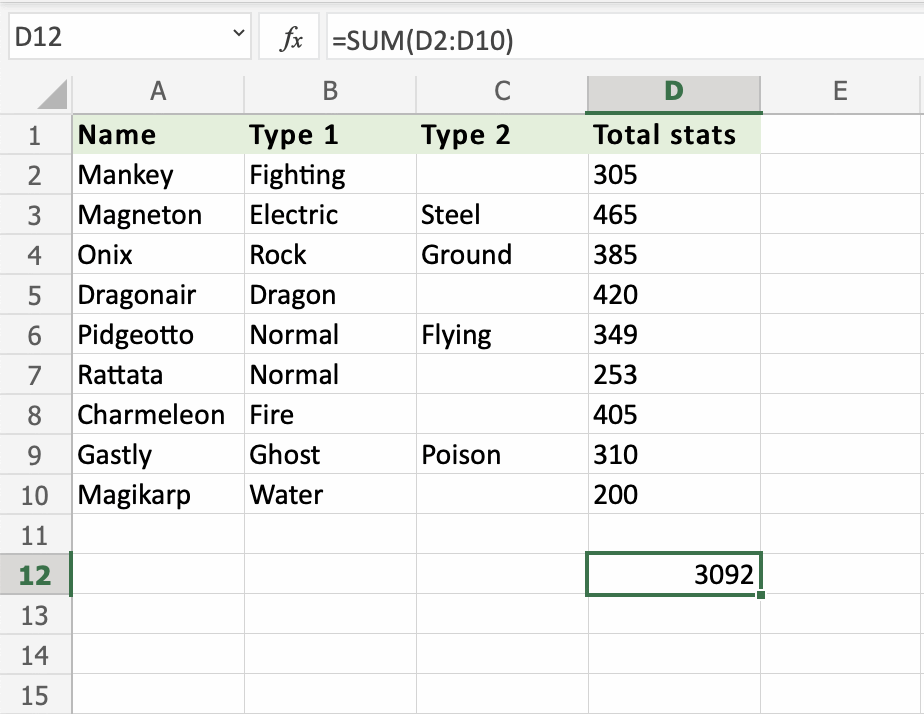 D12 fx =SUM(D2:D10)
A B C D E
1 Name Type 1 Type 2 Total stats
2 Mankey Fighting 305
3 Magneton Electric Steel 465
4 Onix Rock Ground 385
5 Dragonair Dragon 420
6 Pidgeotto Normal Flying 349
7 Rattata Normal 253
8 Charmeleon Fire 405
9 Gastly Ghost Poison 310
10 Magikarp Water 200
11
12 3092
13
14
15